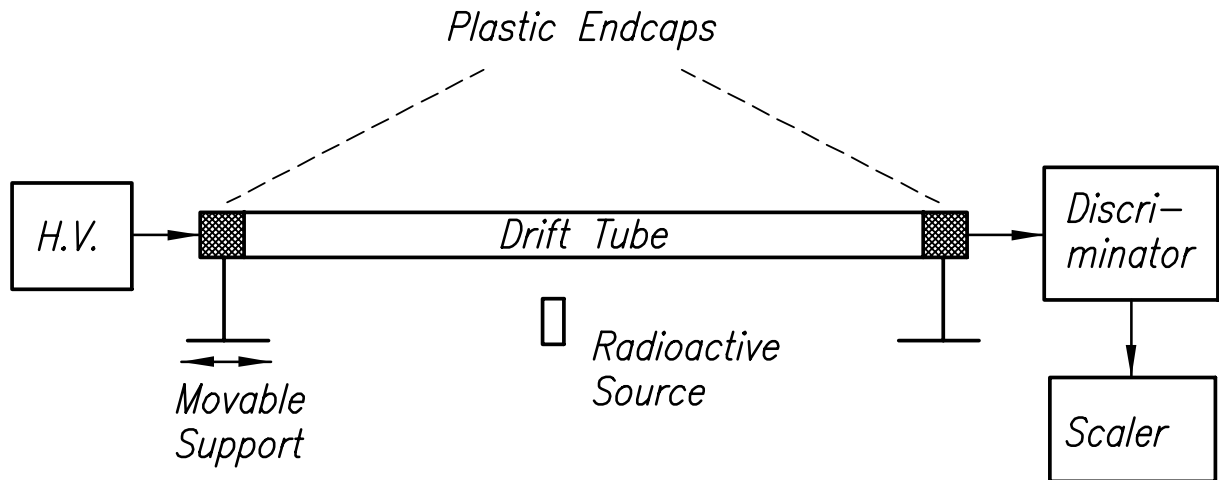 Plastic Endcaps
H.V.
Drift Tube
Discri-
minator
Radioactive
Source
Movable
Support
Scaler